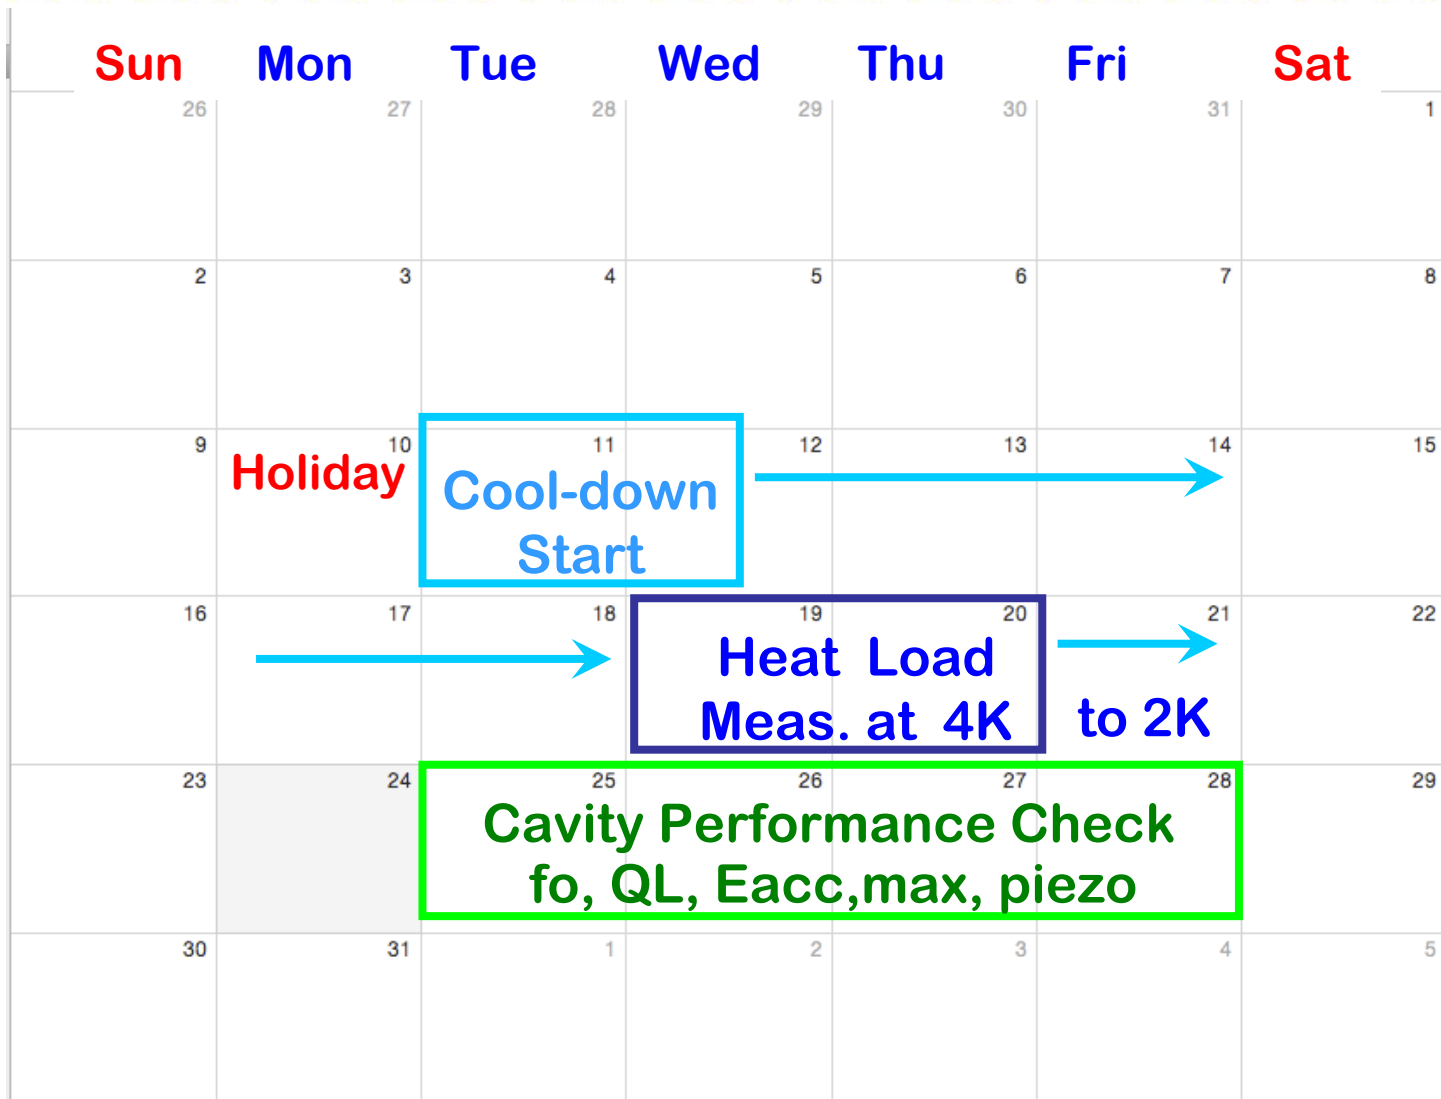 Sun Mon Tue Wed Thu Fri Sat
26 27 28 29 30 31 1
2 3 4 5 6 7 8
9 10 11 12 13 14 15
Holiday
Cool-down
Start
16 17 18 19 20 21 22
Heat Load
Meas. at 4K
to 2K
23 24 25 26 27 28 29
Cavity Performance Check
fo, QL, Eacc,max, piezo
30 31 1 2 3 4 5